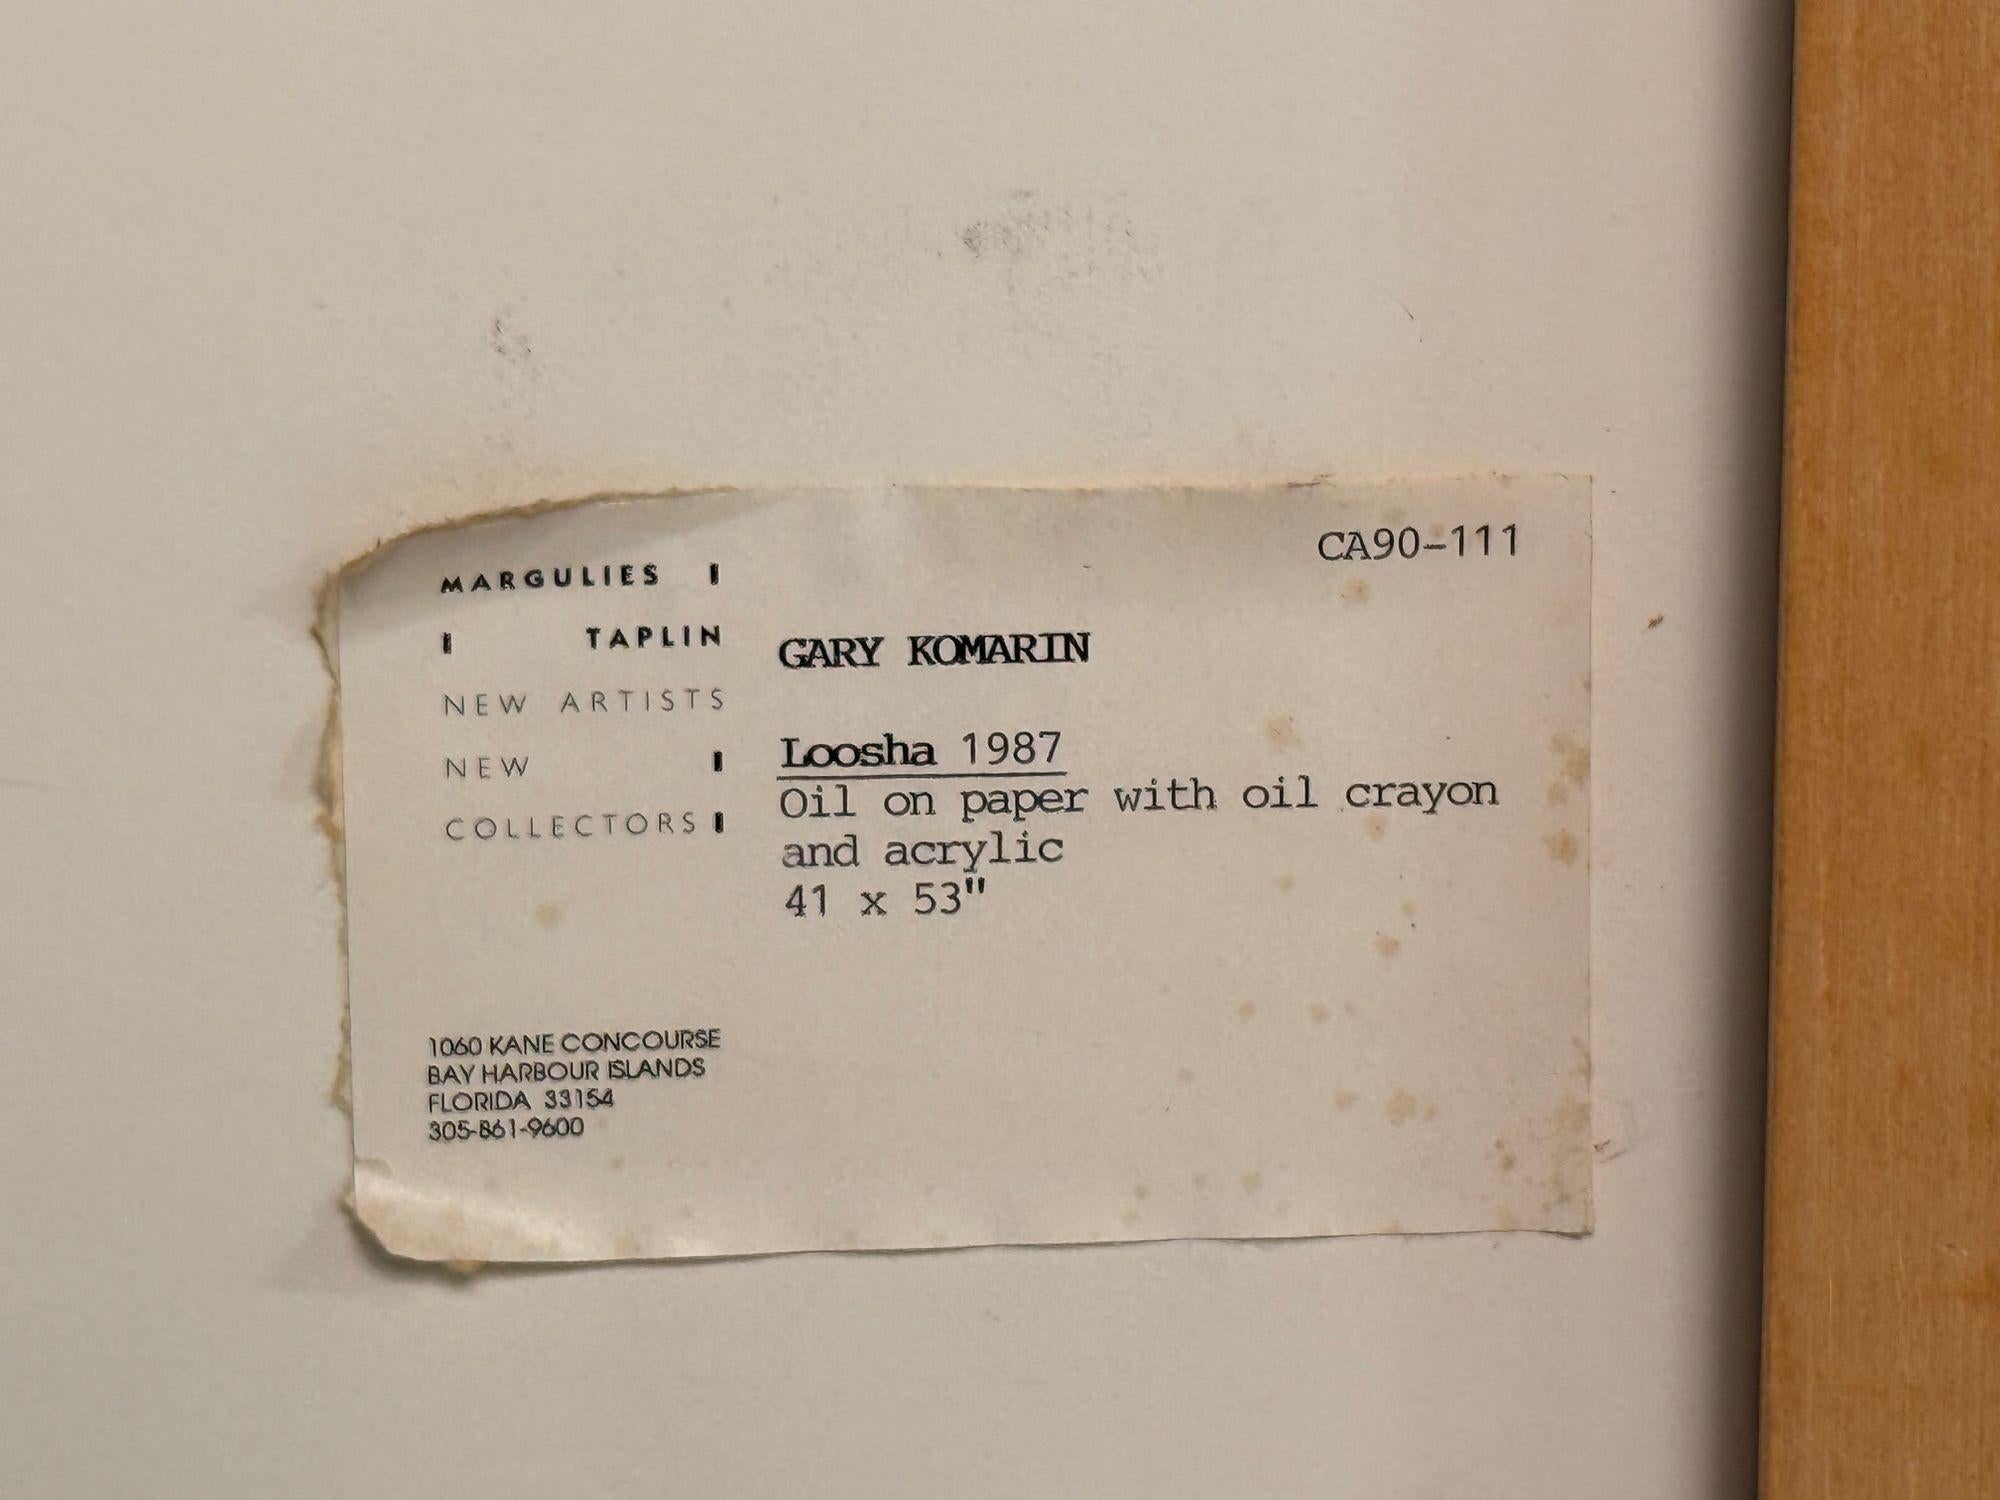 CA90-111
MARGULIES
TAPLIN
NEW ARTISTS
NEW
COLLECTORS
GARY KOMARIN
Loosha 1987
Oil on paper with oil crayon
and acrylic
41 x 53"
1060 KANE CONCOURSE
BAY HARBOUR ISLANDS
FLORIDA 33154
305-861-9600